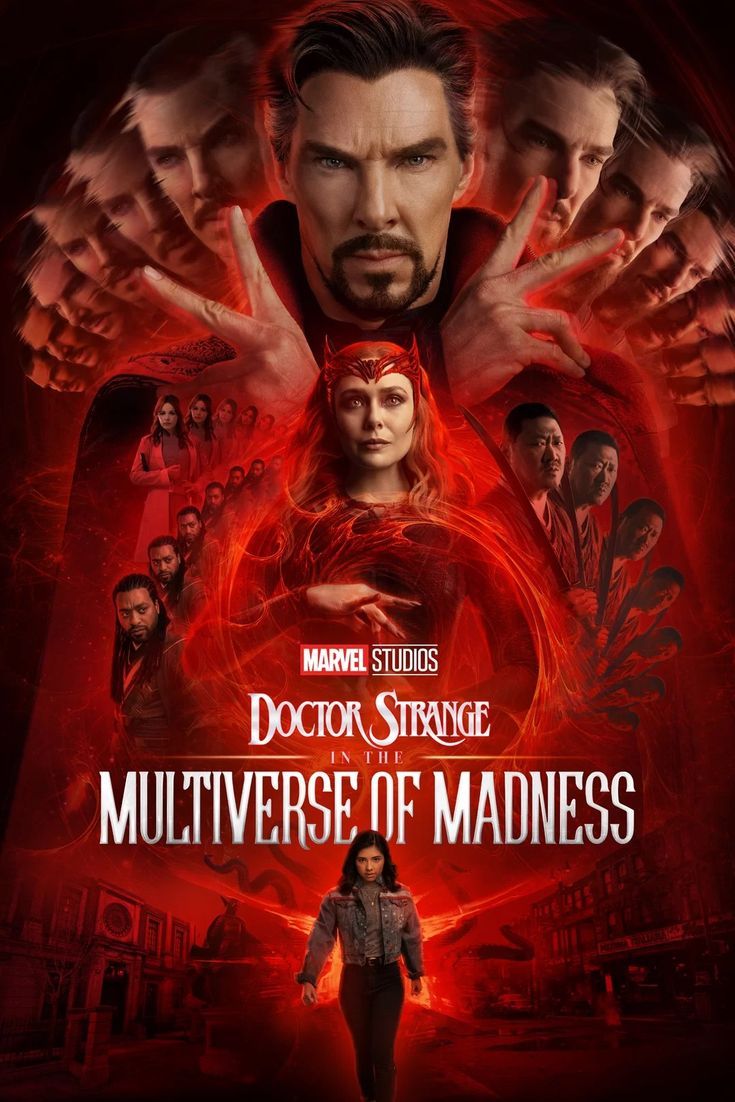 MARVEL STUDIOS
DOCTOR STRANGE
IN THE
MULTIVERSE OF MADNESS